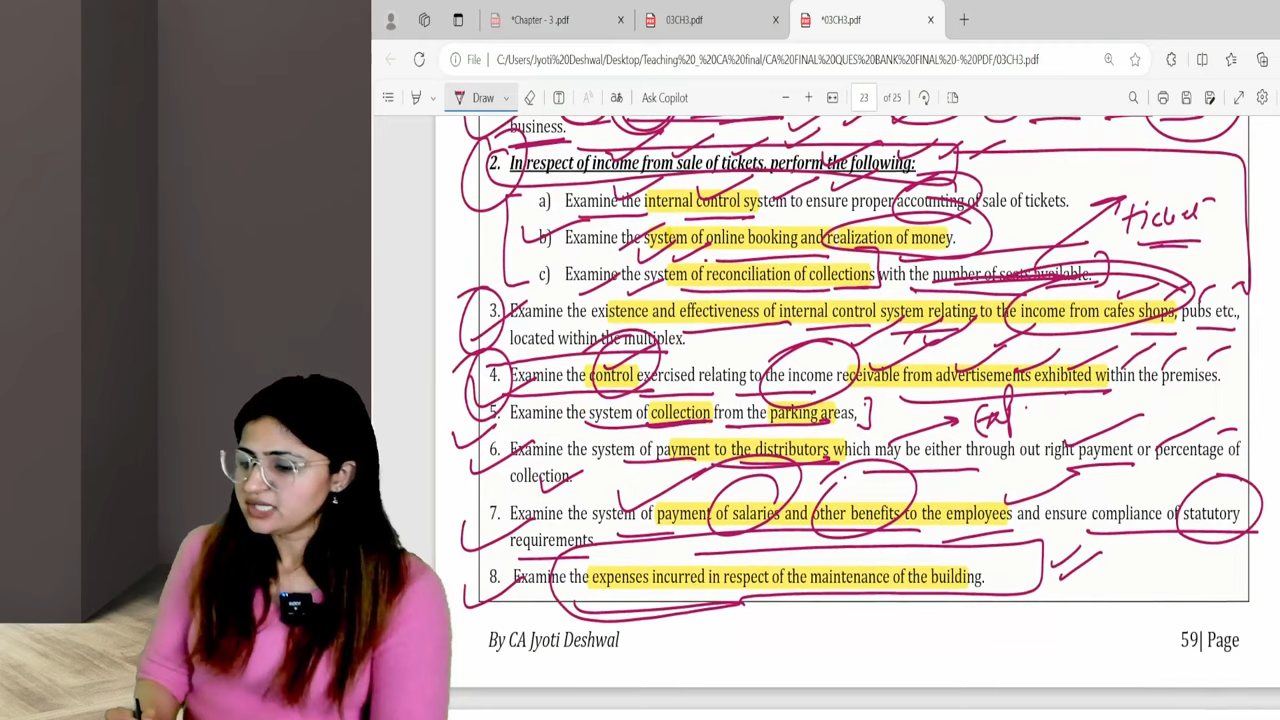 *Chapter - 3 .pdf
03CH3.pdf
*03CH3.pdf
File
C:/Users/Jyoti%20Deshwal/Desktop/Teaching%20_%20CA%20final/CA%20FINAL%20QUES%20BANK%20FINAL%20-%20PDF/03CH3.pdf
Draw
Ask Copilot
23 of 25
business.
2. In respect of income from sale of tickets, perform the following:
a) Examine the internal control system to ensure proper accounting of sale of tickets.
ticket
b) Examine the system of online booking and realization of money.
c) Examine the system of reconciliation of collections with the number of seats available.
3. Examine the existence and effectiveness of internal control system relating to the income from cafes shops, pubs etc.,
located within the multiplex.
4. Examine the control exercised relating to the income receivable from advertisements exhibited within the premises.
5. Examine the system of collection from the parking areas,
6. Examine the system of payment to the distributors which may be either through out right payment or percentage of
collection.
7. Examine the system of payment of salaries and other benefits to the employees and ensure compliance of statutory
requirements.
8. Examine the expenses incurred in respect of the maintenance of the building.
By CA Jyoti Deshwal
59| Page